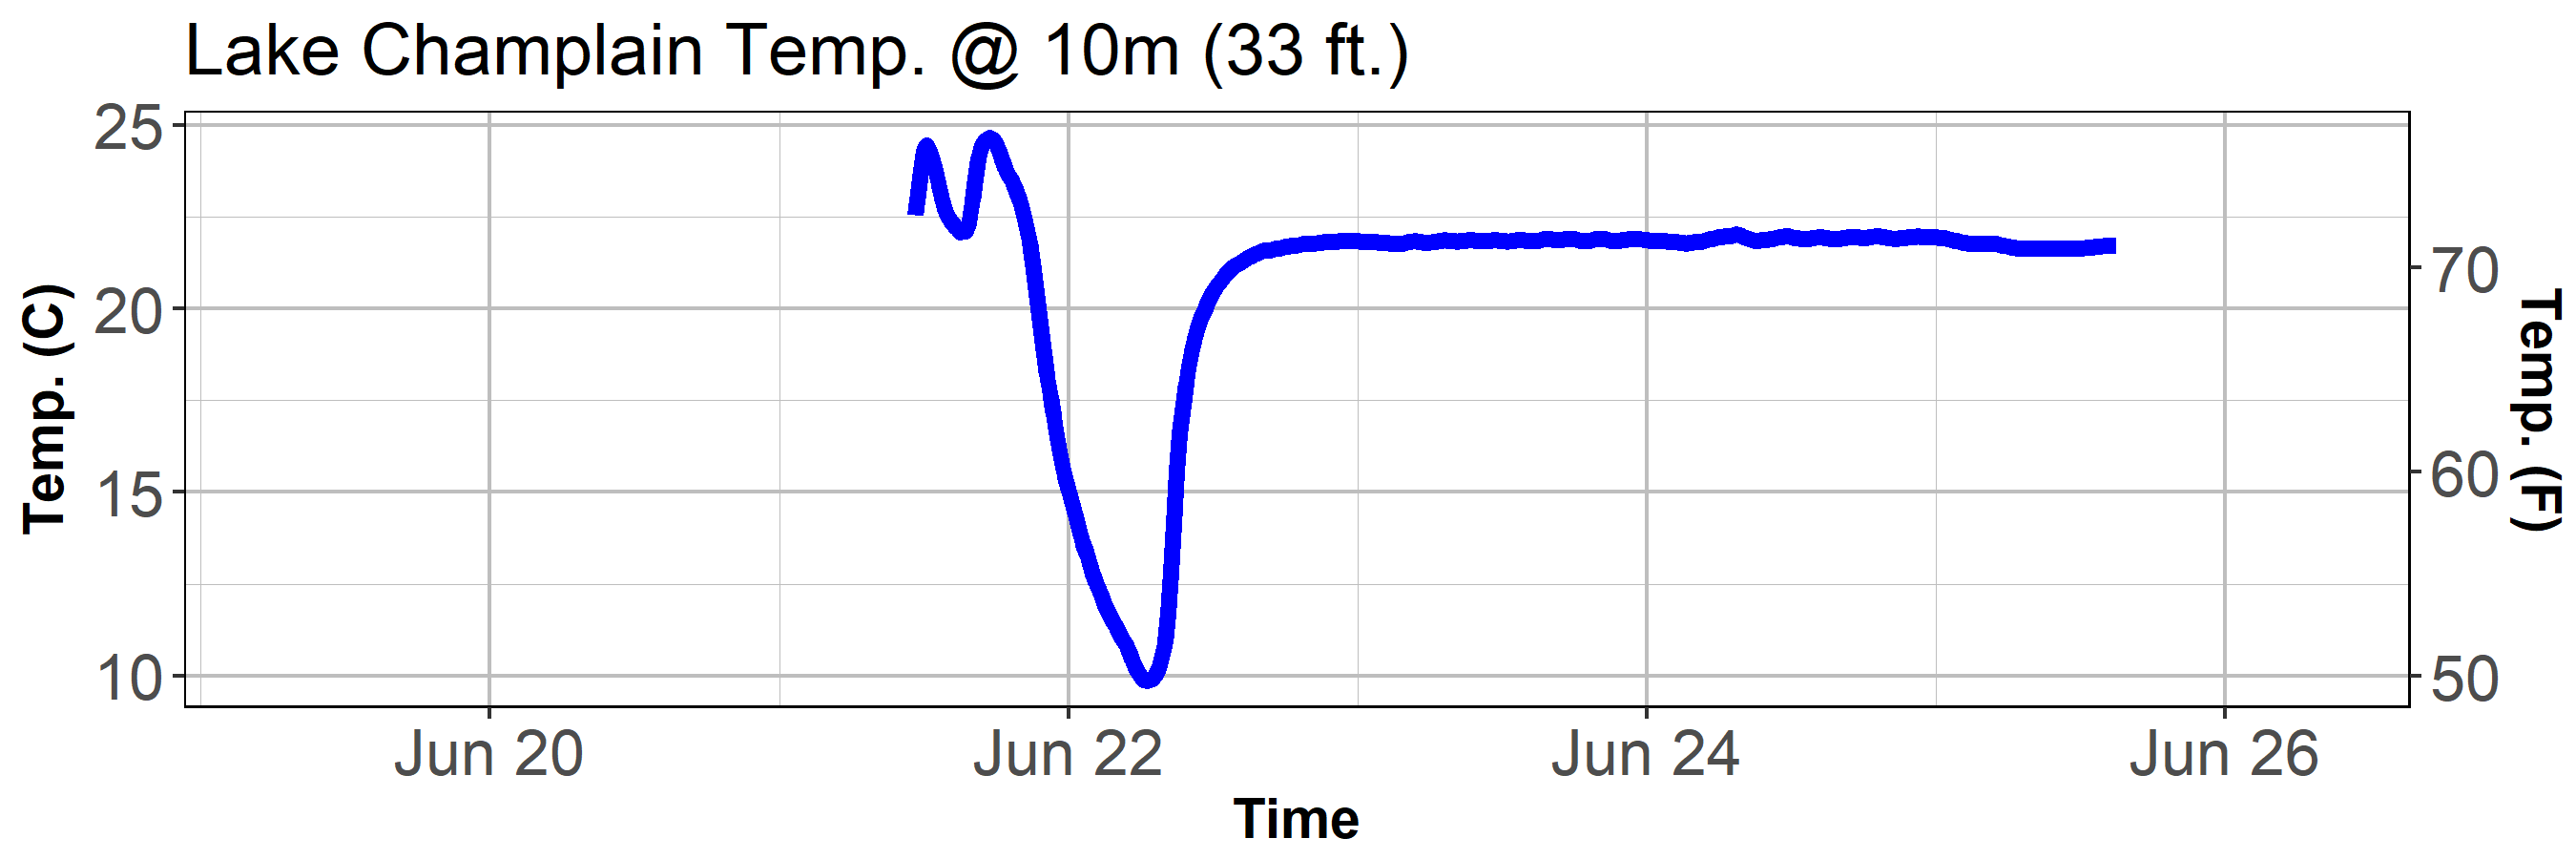 Lake Champlain Temp. @ 10m (33 ft.)
Temp. (C)
25
20
15
10
70
60
50
Temp. (F)
Jun 20 Jun 22 Jun 24 Jun 26
Time